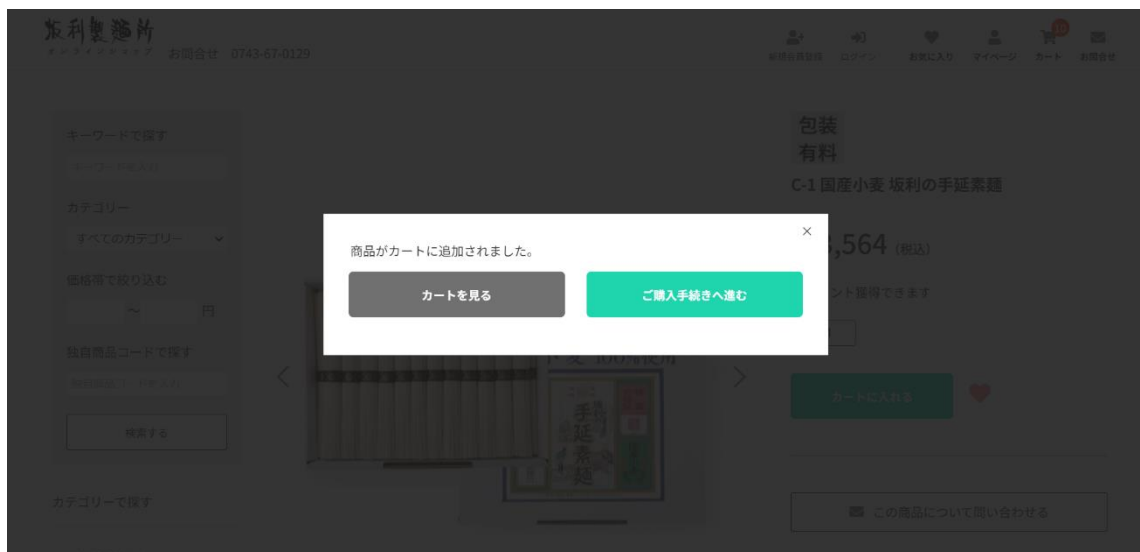 坂利製麺所
オンラインショップ お問合せ 0743-67-0129
新規会員登録 ログイン お気に入り マイページ カート 10 お問合せ
キーワードで探す
キーワードを入力
カテゴリー
すべてのカテゴリー
価格帯で絞り込む
～ 円
独自商品コードで探す
検索する
カテゴリーで探す
包装
有料
C-1 国産小麦 坂利の手延素麺
,564 (税込)
ント獲得できます
カートに入れる
この商品について問い合わせる
商品がカートに追加されました。
×
カートを見る
ご購入手続きへ進む
手延素麺